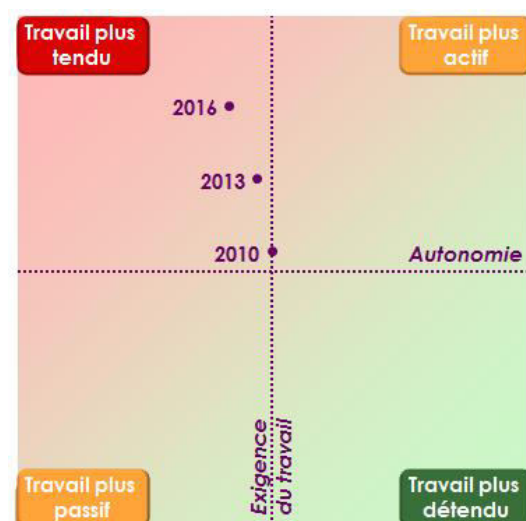 Travail plus
tendu
Travail plus
actif
2016
2013
2010
Autonomie
Exigence
du travail
Travail plus
passif
Travail plus
détendu